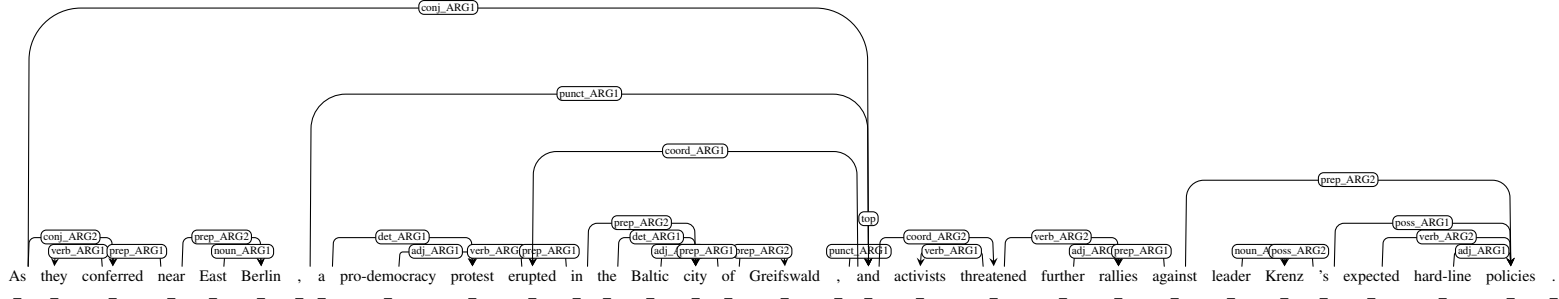 conj_ARG1
punct_ARG1
coord_ARG1
prep_ARG2
top
prep_ARG2 poss_ARG1
conj_ARG2 prep_ARG2 det_ARG1 det_ARG1 coord_ARG2 verb_ARG2 verb_ARG2
verb_ARG1 prep_ARG1 noun_ARG1 adj_ARG1 prep_ARG1 prep_ARG1 prep_ARG2 punct_ARG1 verb_ARG1 prep_ARG1 poss_ARG2 adj_ARG1
As they conferred near East Berlin , a pro-democracy protest erupted in the Baltic city of Greifswald , and activists threatened further rallies against leader Krenz 's expected hard-line policies .